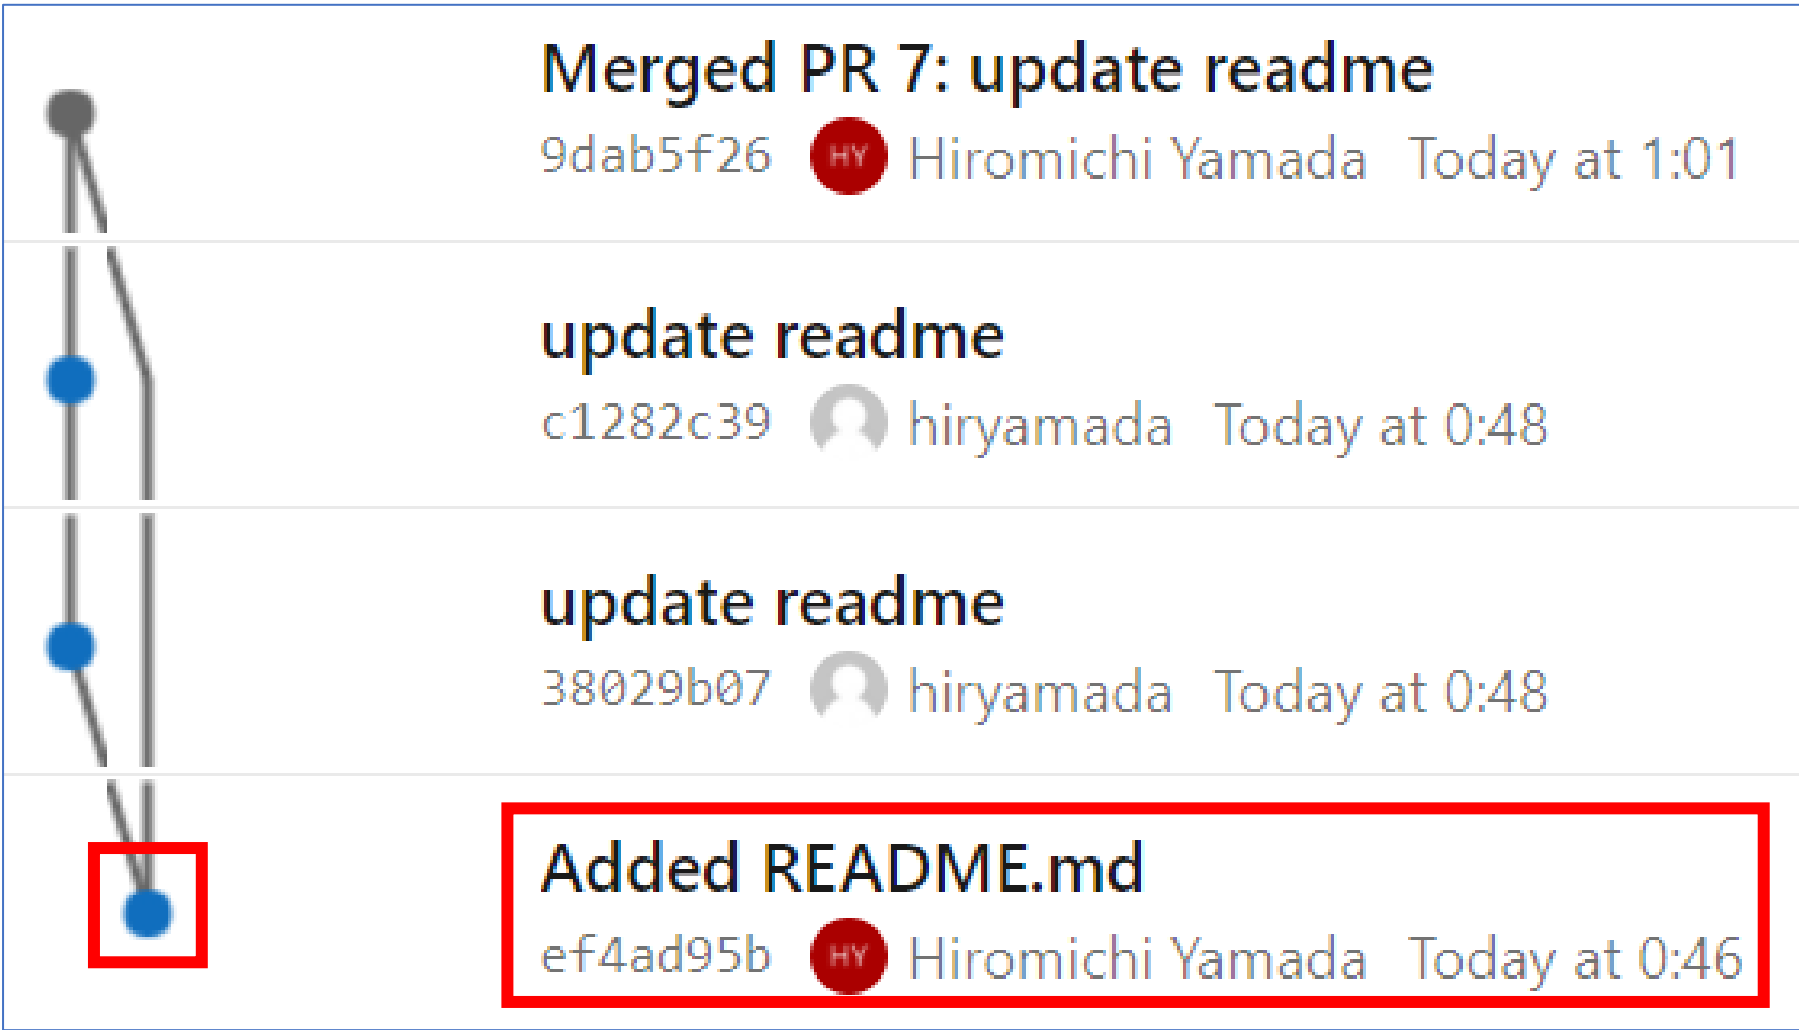 Merged PR 7: update readme
9dab5f26 HY Hiromichi Yamada Today at 1:01
update readme
c1282c39 hiryamada Today at 0:48
update readme
38029b07 hiryamada Today at 0:48
Added README.md
ef4ad95b HY Hiromichi Yamada Today at 0:46